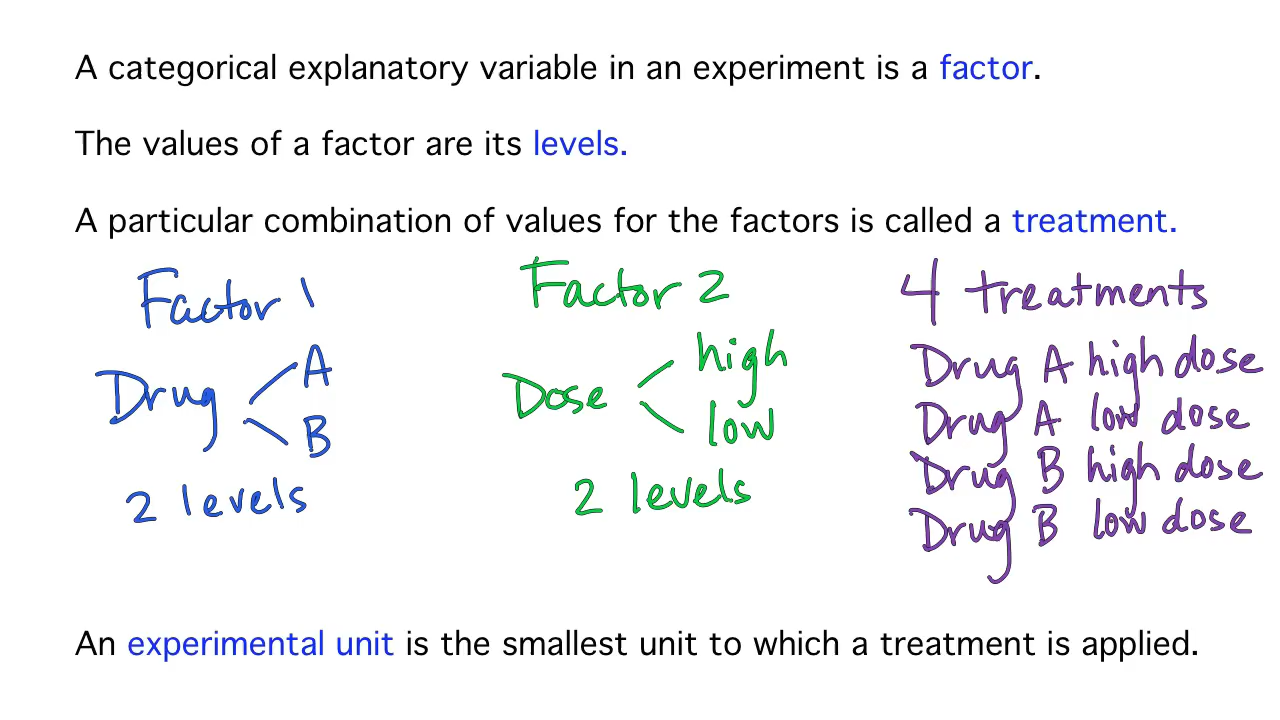 A categorical explanatory variable in an experiment is a factor.
The values of a factor are its levels.
A particular combination of values for the factors is called a treatment.
Factor 1
Drug
A
B
2 levels
Factor 2
Dose
high
low
2 levels
4 treatments
Drug A high dose
Drug A low dose
Drug B high dose
Drug B low dose
An experimental unit is the smallest unit to which a treatment is applied.